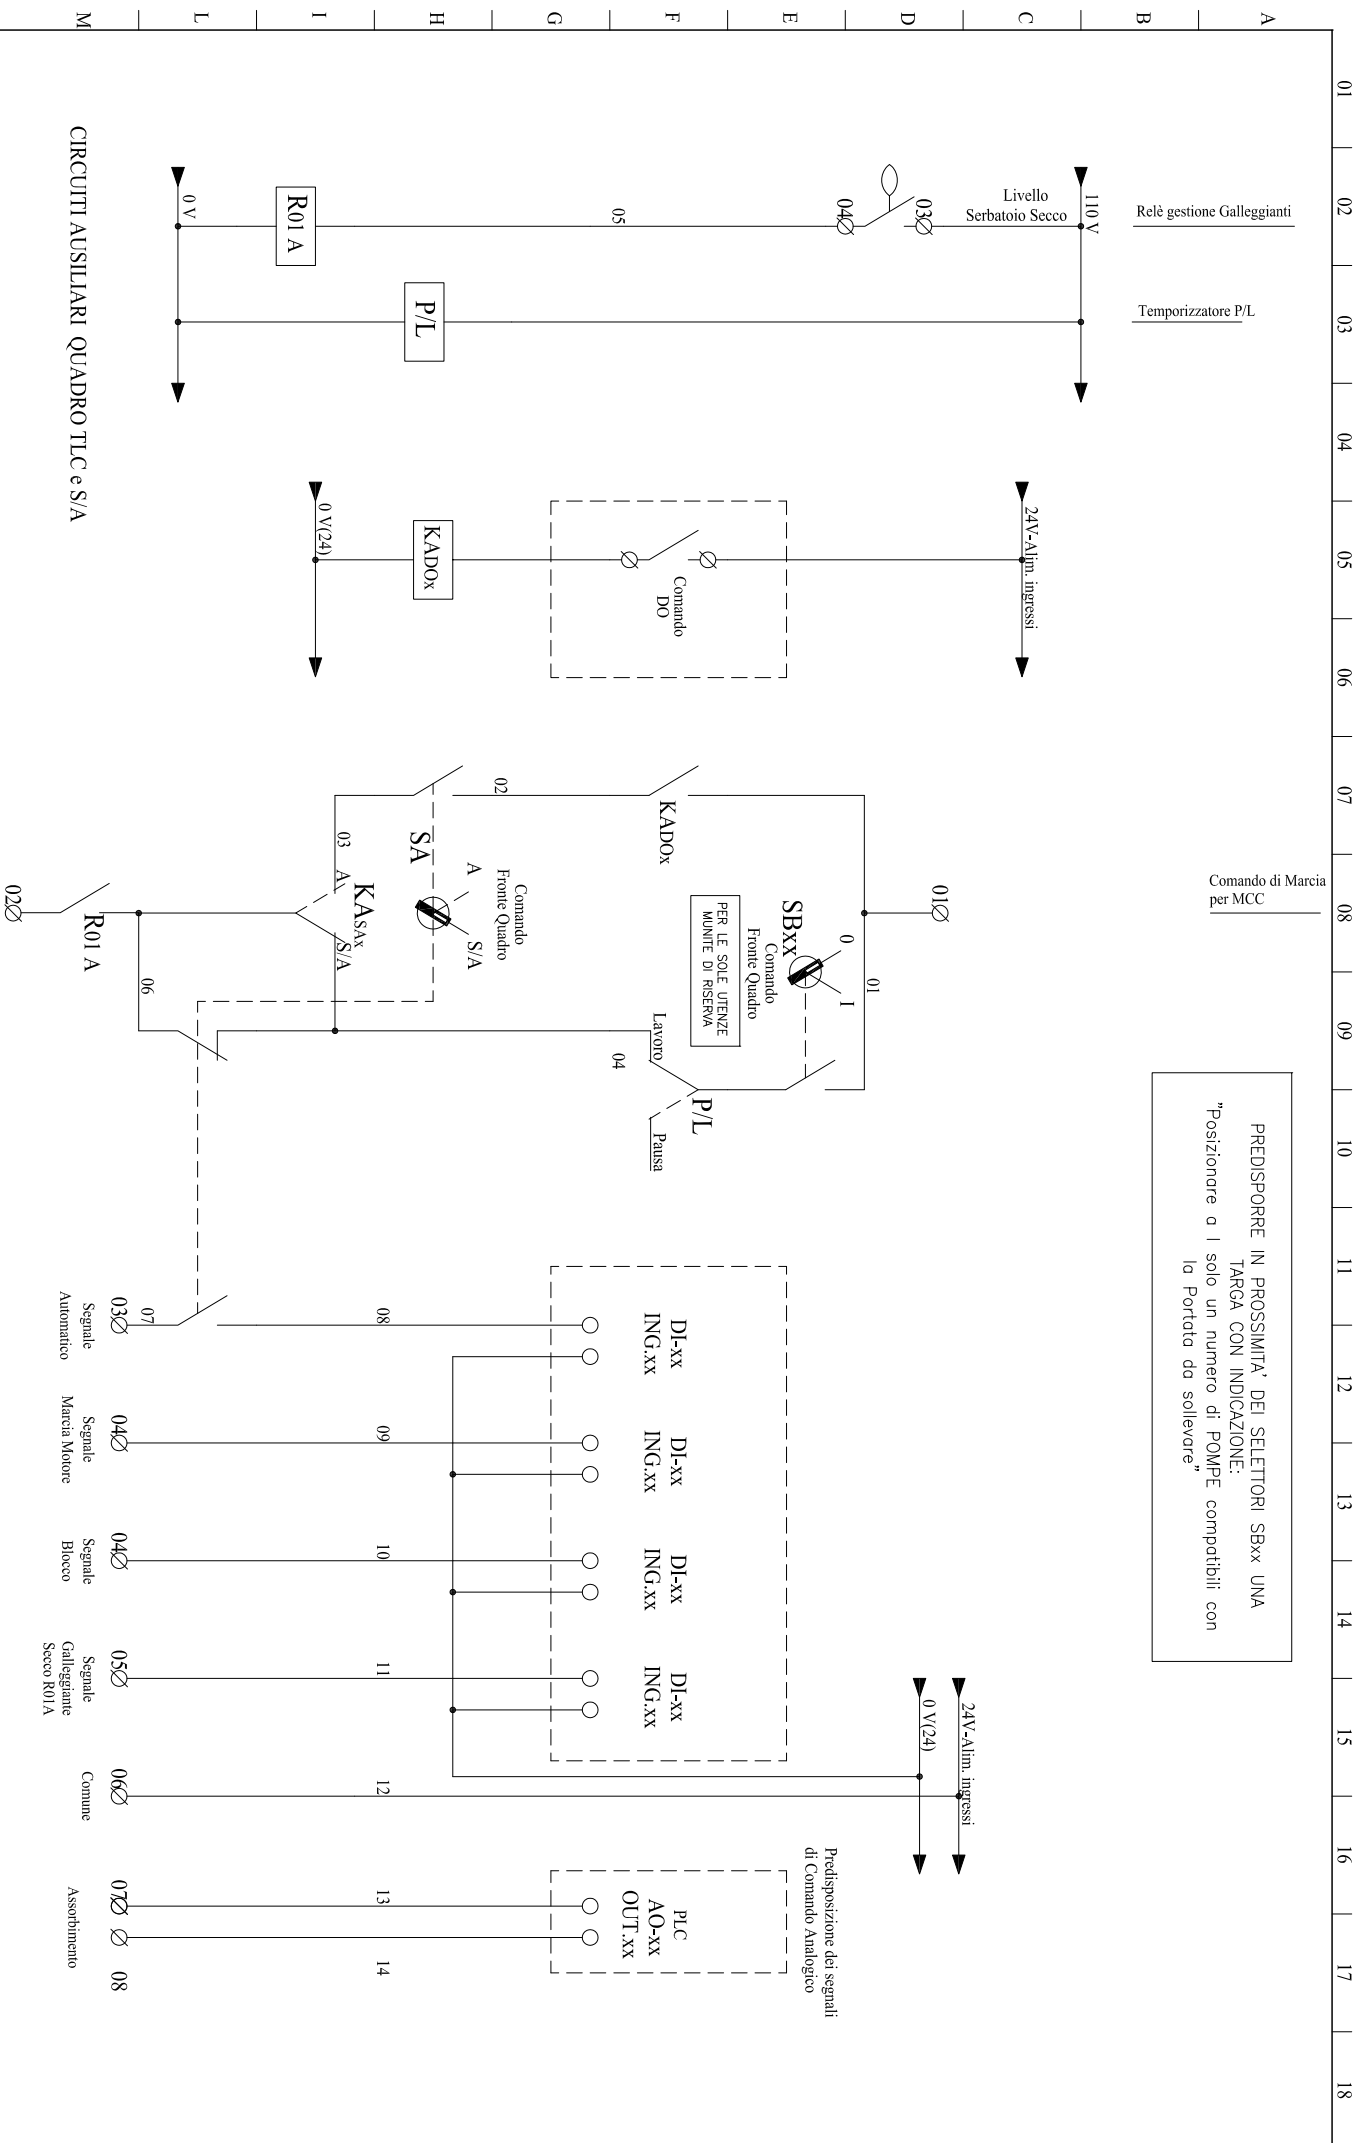 01
02
03
04
05
06
07
08
09
10
11
12
13
14
15
16
17
18
A
B
C
D
E
F
G
H
I
L
M
Relè gestione Galleggianti
Temporizzatore P/L
Comando di Marcia
per MCC
PREDISPORRE IN PROSSIMITA' DEI SELETTORI SBxx UNA
TARGA CON INDICAZIONE:
"Posizionare a I solo un numero di POMPE compatibili con
la Portata da sollevare"
110 V
Livello
Serbatoio Secco
03
04
05
R01 A
0 V
P/L
24V-Alim. ingressi
Comando
DO
KADOx
0 V(24)
01
01
0
I
SBxx
Comando
Fronte Quadro
PER LE SOLE UTENZE
MUNITE DI RISERVA
KADOx
P/L
Lavoro
Pausa
04
02
Comando
Fronte Quadro
A
S/A
SA
03
A
KASAx
S/A
06
R01 A
02
24V-Alim. ingressi
0 V(24)
DI-xx
ING.xx
DI-xx
ING.xx
DI-xx
ING.xx
DI-xx
ING.xx
Predisposizione dei segnali
di Comando Analogico
PLC
AO-xx
OUT.xx
08
09
10
11
12
13
14
07
03
Segnale
Automatico
04
Segnale
Marcia Motore
04
Segnale
Blocco
05
Segnale
Galleggiante
Secco R01A
06
Comune
07
08
Assorbimento
CIRCUITI AUSILIARI QUADRO TLC e S/A